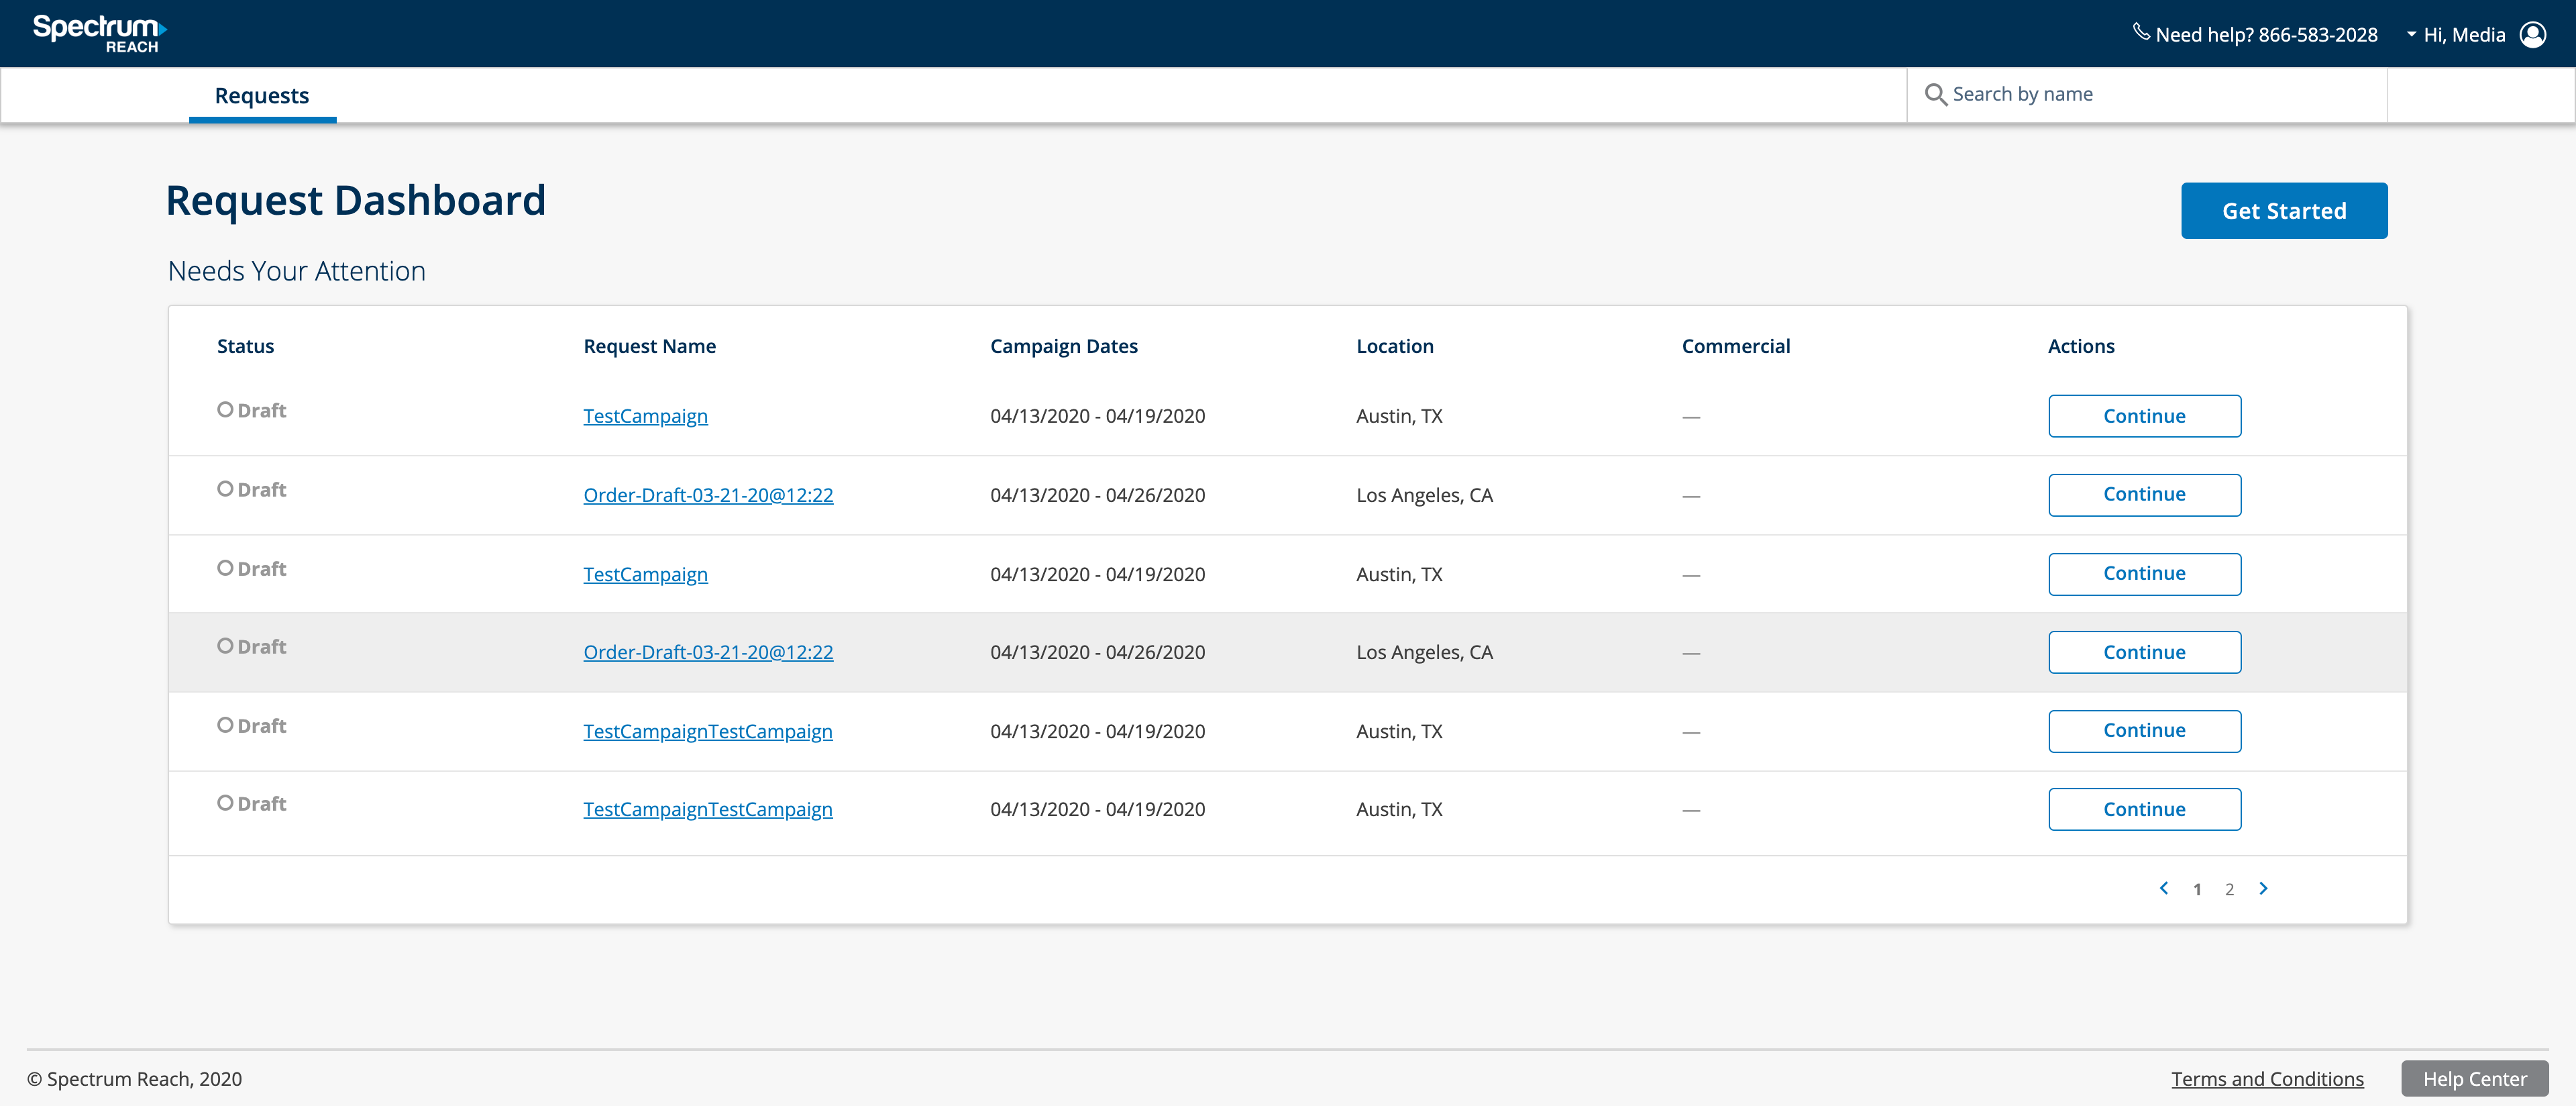 Spectrum
REACH
Need help? 866-583-2028 Hi, Media
Requests Search by name
Request Dashboard Get Started
Needs Your Attention
Status Request Name Campaign Dates Location Commercial Actions
Draft TestCampaign 04/13/2020 - 04/19/2020 Austin, TX — Continue
Draft Order-Draft-03-21-20@12:22 04/13/2020 - 04/26/2020 Los Angeles, CA — Continue
Draft TestCampaign 04/13/2020 - 04/19/2020 Austin, TX — Continue
Draft Order-Draft-03-21-20@12:22 04/13/2020 - 04/26/2020 Los Angeles, CA — Continue
Draft TestCampaignTestCampaign 04/13/2020 - 04/19/2020 Austin, TX — Continue
Draft TestCampaignTestCampaign 04/13/2020 - 04/19/2020 Austin, TX — Continue
1 2
© Spectrum Reach, 2020 Terms and Conditions Help Center